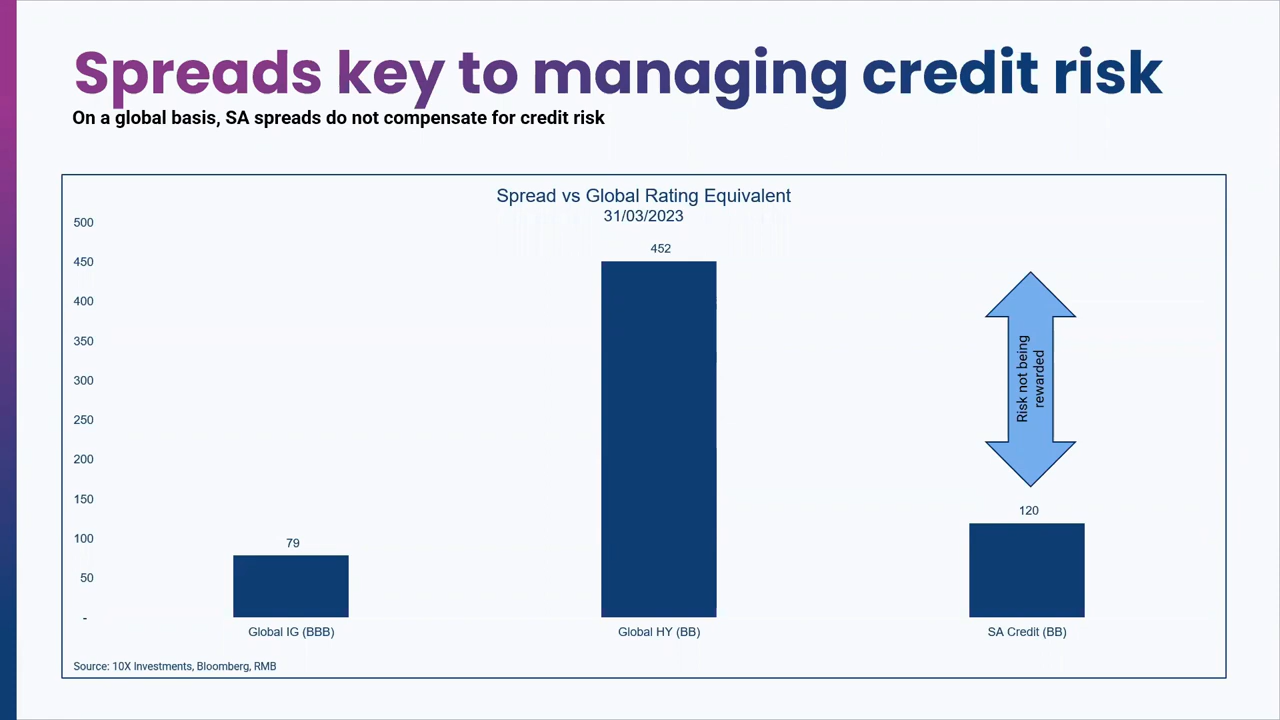 Spreads key to managing credit risk
On a global basis, SA spreads do not compensate for credit risk
Spread vs Global Rating Equivalent
31/03/2023
500
450
400
350
300
250
200
150
100
50
-
452
79
120
Risk not being
rewarded
Global IG (BBB)
Global HY (BB)
SA Credit (BB)
Source: 10X Investments, Bloomberg, RMB